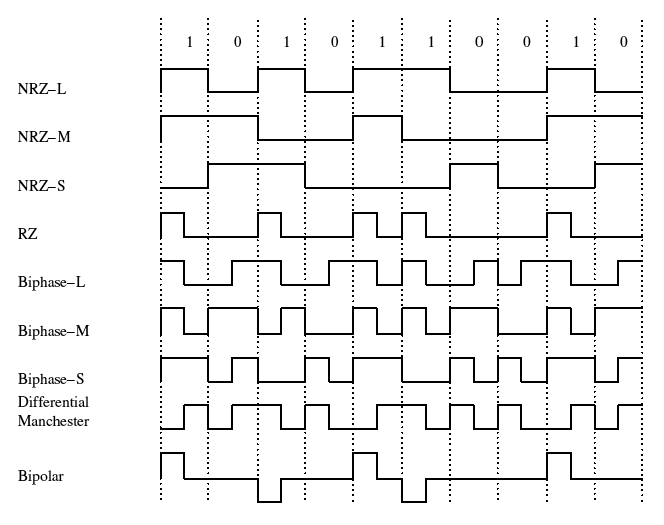 1 0 1 0 1 1 0 0 1 0
NRZ–L
NRZ–M
NRZ–S
RZ
Biphase–L
Biphase–M
Biphase–S
Differential
Manchester
Bipolar